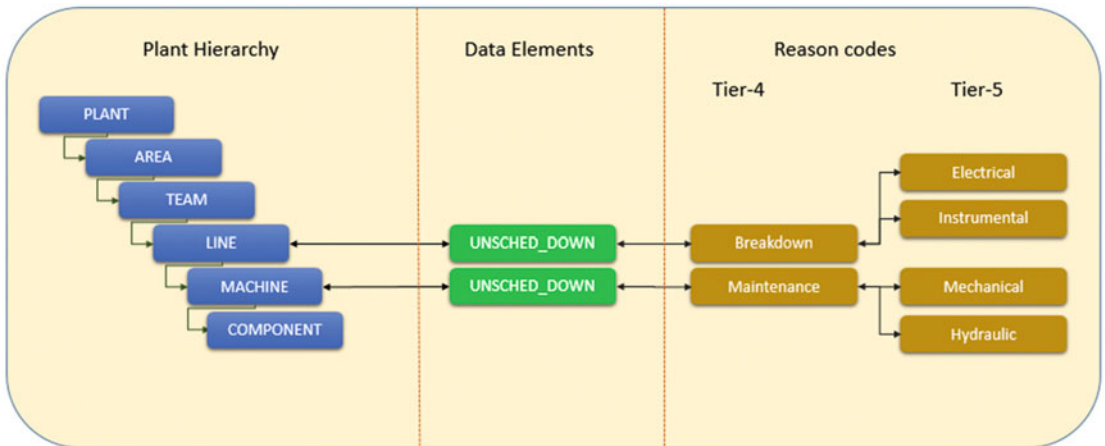 Plant Hierarchy
Data Elements
Reason codes
Tier-4
Tier-5
PLANT
AREA
TEAM
LINE
MACHINE
COMPONENT
UNSCHED_DOWN
UNSCHED_DOWN
Breakdown
Maintenance
Electrical
Instrumental
Mechanical
Hydraulic